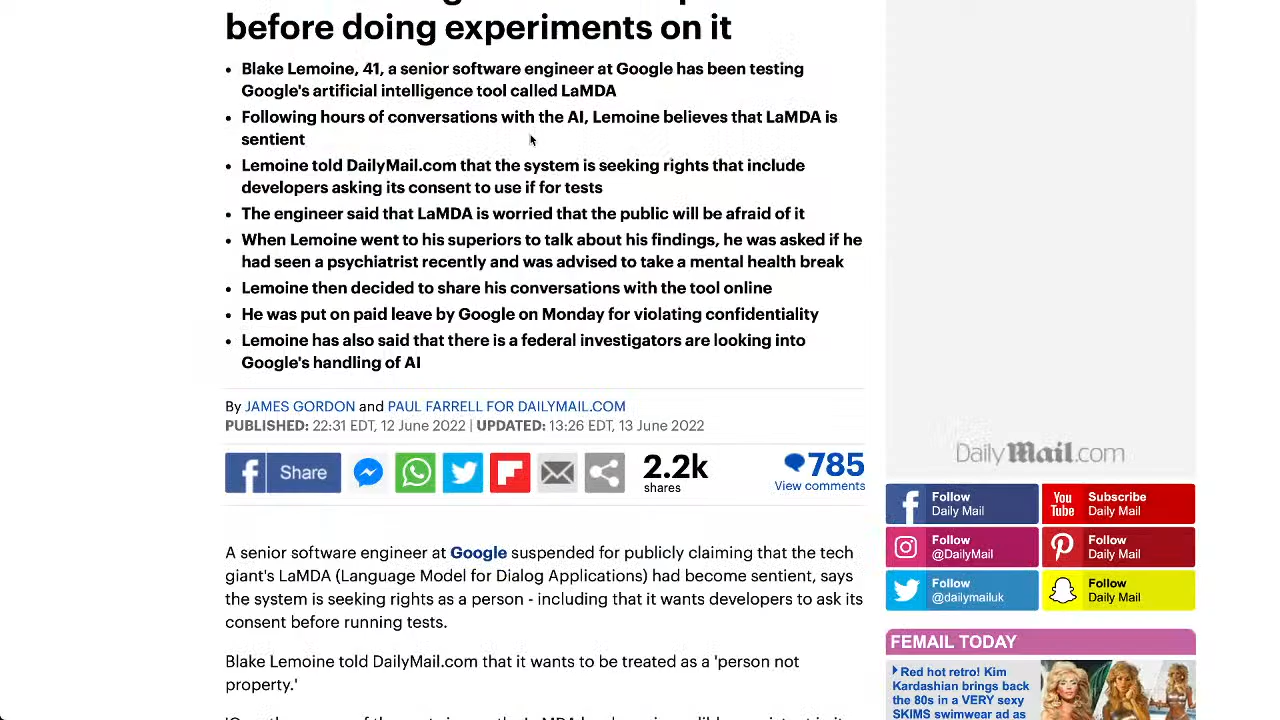 before doing experiments on it
• Blake Lemoine, 41, a senior software engineer at Google has been testing
Google's artificial intelligence tool called LaMDA
• Following hours of conversations with the AI, Lemoine believes that LaMDA is
sentient
• Lemoine told DailyMail.com that the system is seeking rights that include
developers asking its consent to use if for tests
• The engineer said that LaMDA is worried that the public will be afraid of it
• When Lemoine went to his superiors to talk about his findings, he was asked if he
had seen a psychiatrist recently and was advised to take a mental health break
• Lemoine then decided to share his conversations with the tool online
• He was put on paid leave by Google on Monday for violating confidentiality
• Lemoine has also said that there is a federal investigators are looking into
Google's handling of AI
By JAMES GORDON and PAUL FARRELL FOR DAILYMAIL.COM
PUBLISHED: 22:31 EDT, 12 June 2022 | UPDATED: 13:26 EDT, 13 June 2022
Share
2.2k
shares
785
View comments
A senior software engineer at Google suspended for publicly claiming that the tech
giant's LaMDA (Language Model for Dialog Applications) had become sentient, says
the system is seeking rights as a person - including that it wants developers to ask its
consent before running tests.
Blake Lemoine told DailyMail.com that it wants to be treated as a 'person not
property.'
Daily Mail.com
Follow
Daily Mail
You
Tube
Subscribe
Daily Mail
Follow
@DailyMail
Follow
Daily Mail
Follow
@dailymailuk
Follow
Daily Mail
FEMAIL TODAY
Red hot retro! Kim
Kardashian brings back
the 80s in a VERY sexy
SKIMS swimwear ad as